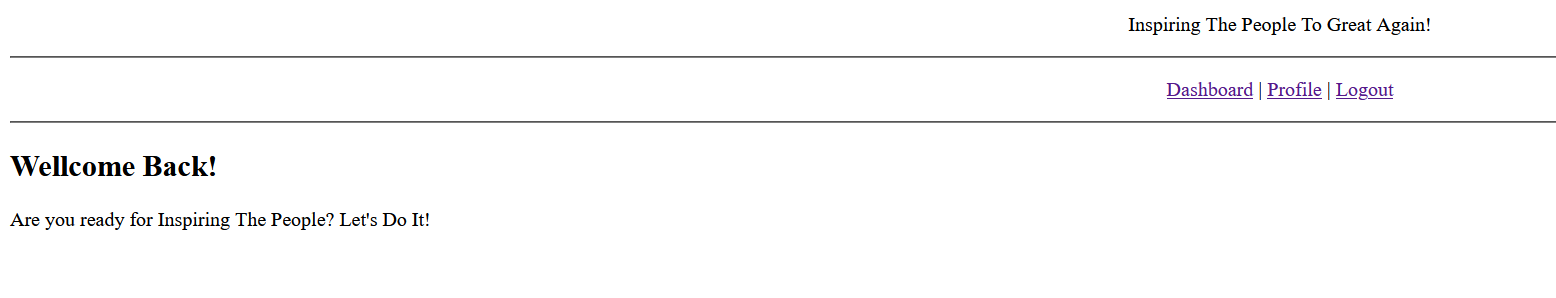 Inspiring The People To Great Again!
Dashboard | Profile | Logout
Wellcome Back!
Are you ready for Inspiring The People? Let's Do It!